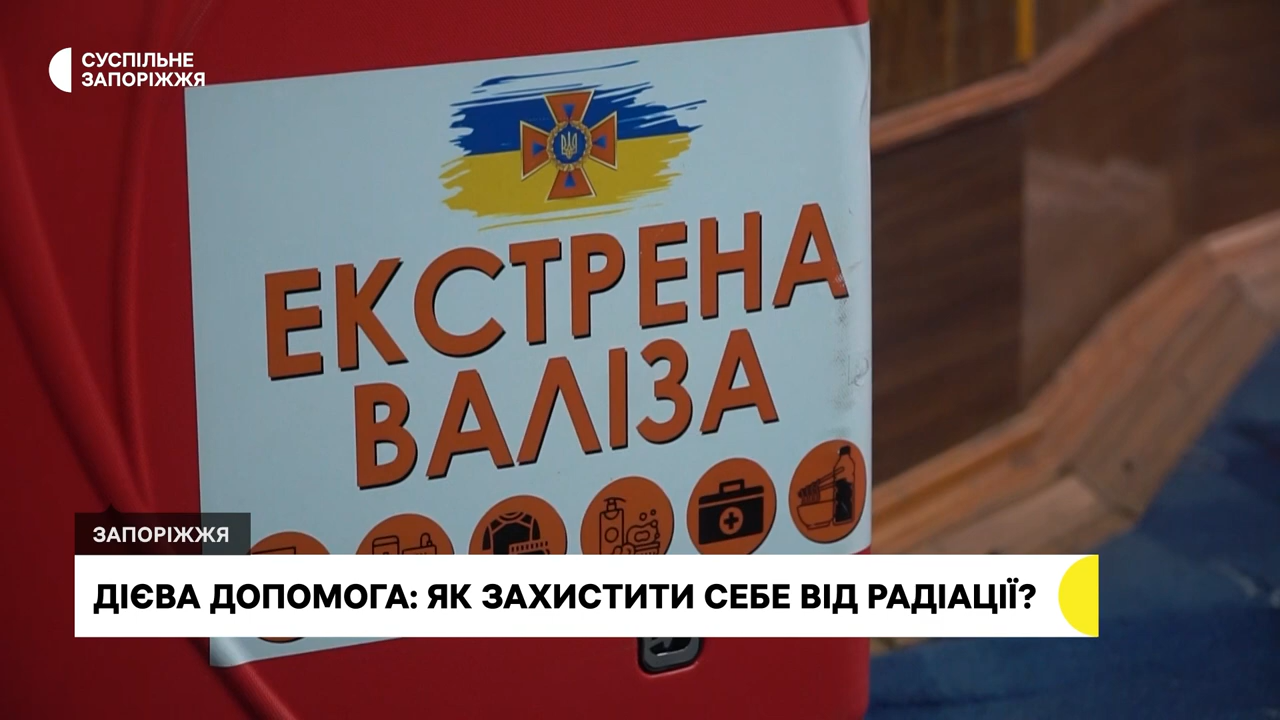 СУСПІЛЬНЕ
ЗАПОРІЖЖЯ
ЕКСТРЕНА
ВАЛІЗА
ЗАПОРІЖЖЯ
ДІЄВА ДОПОМОГА: ЯК ЗАХИСТИТИ СЕБЕ ВІД РАДІАЦІЇ?